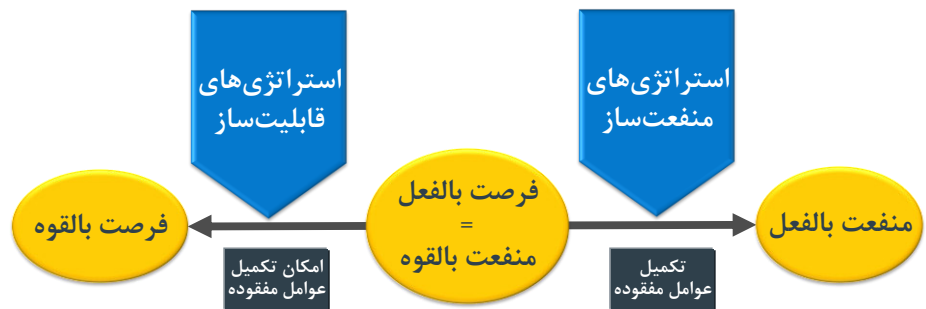 استراتژی‌های
منفعت‌ساز
استراتژی‌های
قابلیت‌ساز
منفعت بالفعل
فرصت بالفعل
=
منفعت بالقوه
فرصت بالقوه
تکمیل
عوامل مفقوده
امکان تکمیل
عوامل مفقوده